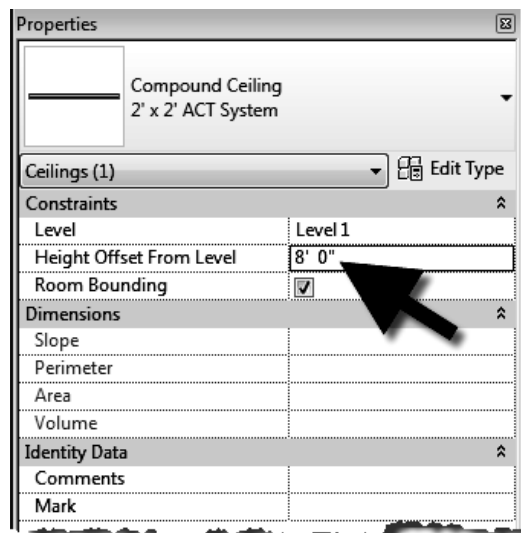 Properties
Compound Ceiling
2' x 2' ACT System
Ceilings (1) Edit Type
Constraints
Level Level 1
Height Offset From Level 8' 0"
Room Bounding
Dimensions
Slope
Perimeter
Area
Volume
Identity Data
Comments
Mark